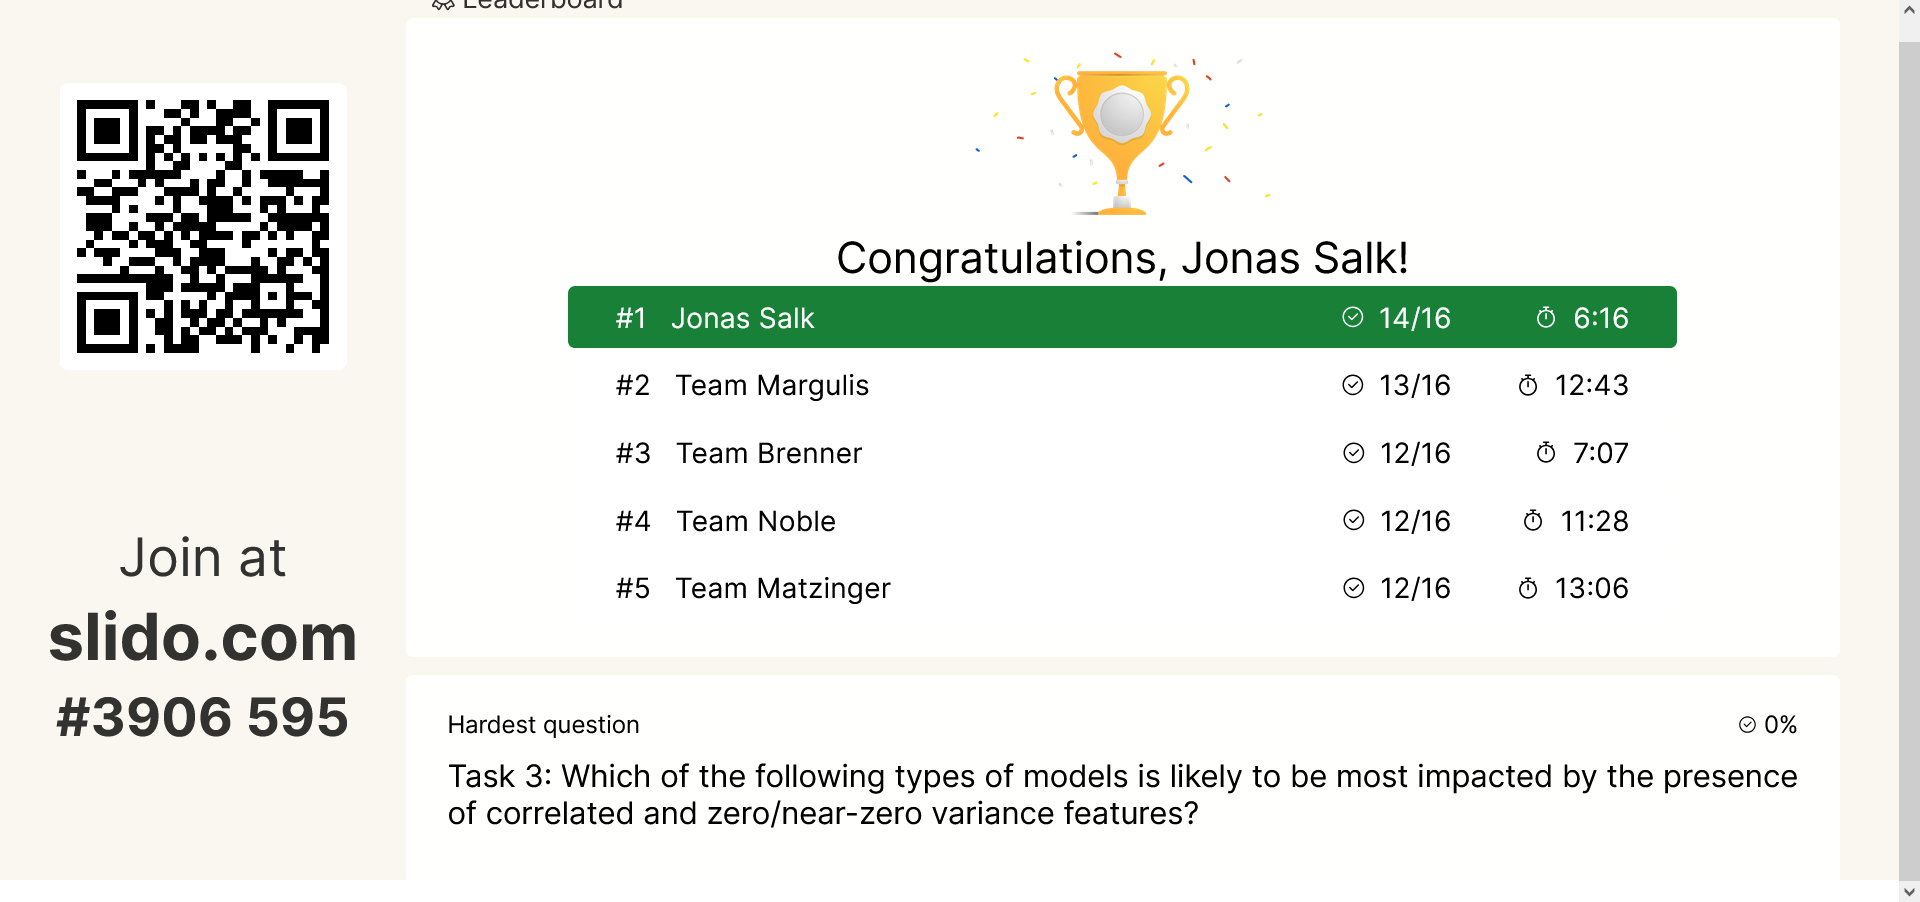 Leaderboard
Congratulations, Jonas Salk!
#1 Jonas Salk 14/16 6:16
#2 Team Margulis 13/16 12:43
#3 Team Brenner 12/16 7:07
#4 Team Noble 12/16 11:28
#5 Team Matzinger 12/16 13:06
Join at
slido.com
#3906 595
Hardest question 0%
Task 3: Which of the following types of models is likely to be most impacted by the presence
of correlated and zero/near-zero variance features?